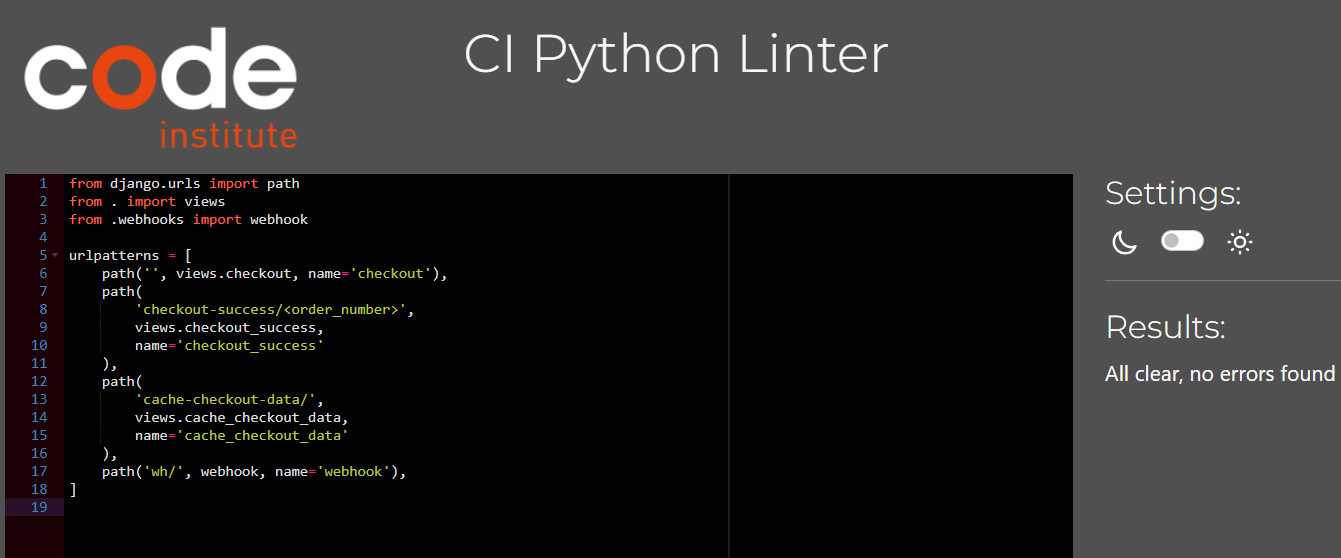 code
institute
CI Python Linter
1 from django.urls import path
2 from . import views
3 from .webhooks import webhook
4
5 urlpatterns = [
6     path('', views.checkout, name='checkout'),
7     path(
8         'checkout-success/<order_number>',
9         views.checkout_success,
10         name='checkout_success'
11     ),
12     path(
13         'cache-checkout-data/',
14         views.cache_checkout_data,
15         name='cache_checkout_data'
16     ),
17     path('wh/', webhook, name='webhook'),
18 ]
19
Settings:
Results:
All clear, no errors found